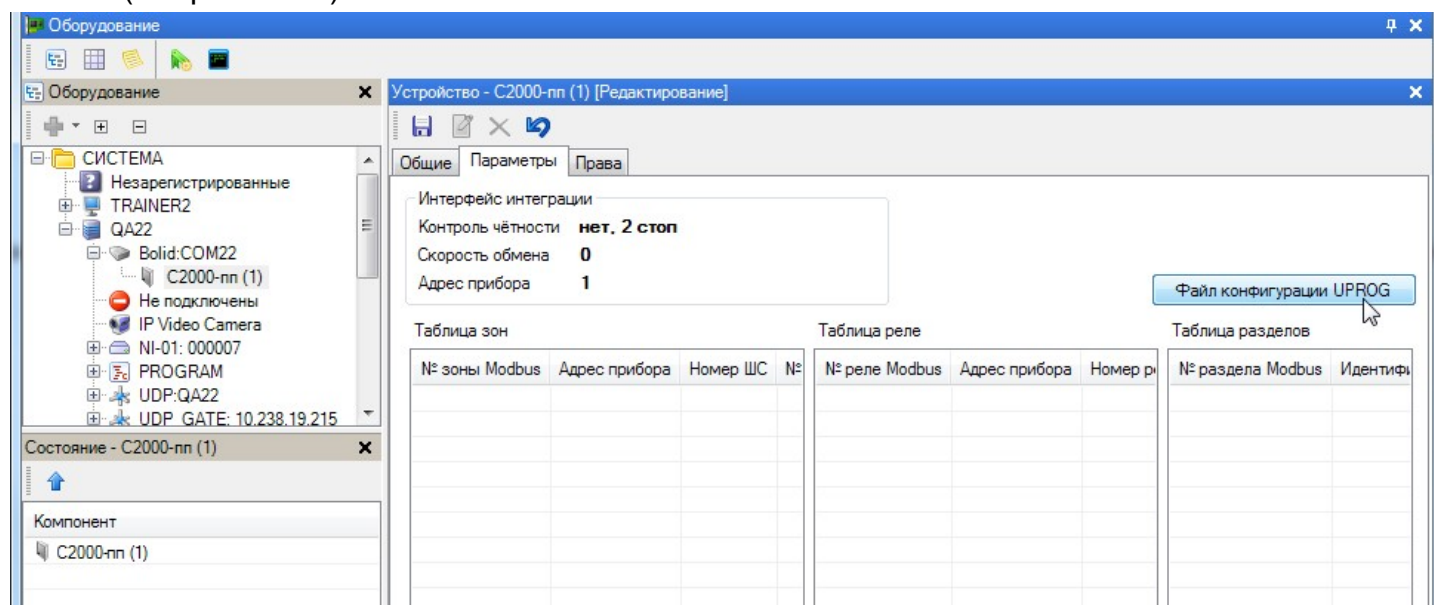 Оборудование
Оборудование
СИСТЕМА
Незарегистрированные
TRAINER2
QA22
Bolid:COM22
С2000-пп (1)
Не подключены
IP Video Camera
NI-01: 000007
PROGRAM
UDP:QA22
UDP GATE: 10.238.19.215
Состояние - С2000-пп (1)
Компонент
С2000-пп (1)
Устройство - С2000-пп (1) [Редактирование]
Общие Параметры Права
Интерфейс интеграции
Контроль чётности нет, 2 стоп
Скорость обмена 0
Адрес прибора 1
Файл конфигурации UPROG
Таблица зон Таблица реле Таблица разделов
№ зоны Modbus Адрес прибора Номер ШС № № реле Modbus Адрес прибора Номер № раздела Modbus